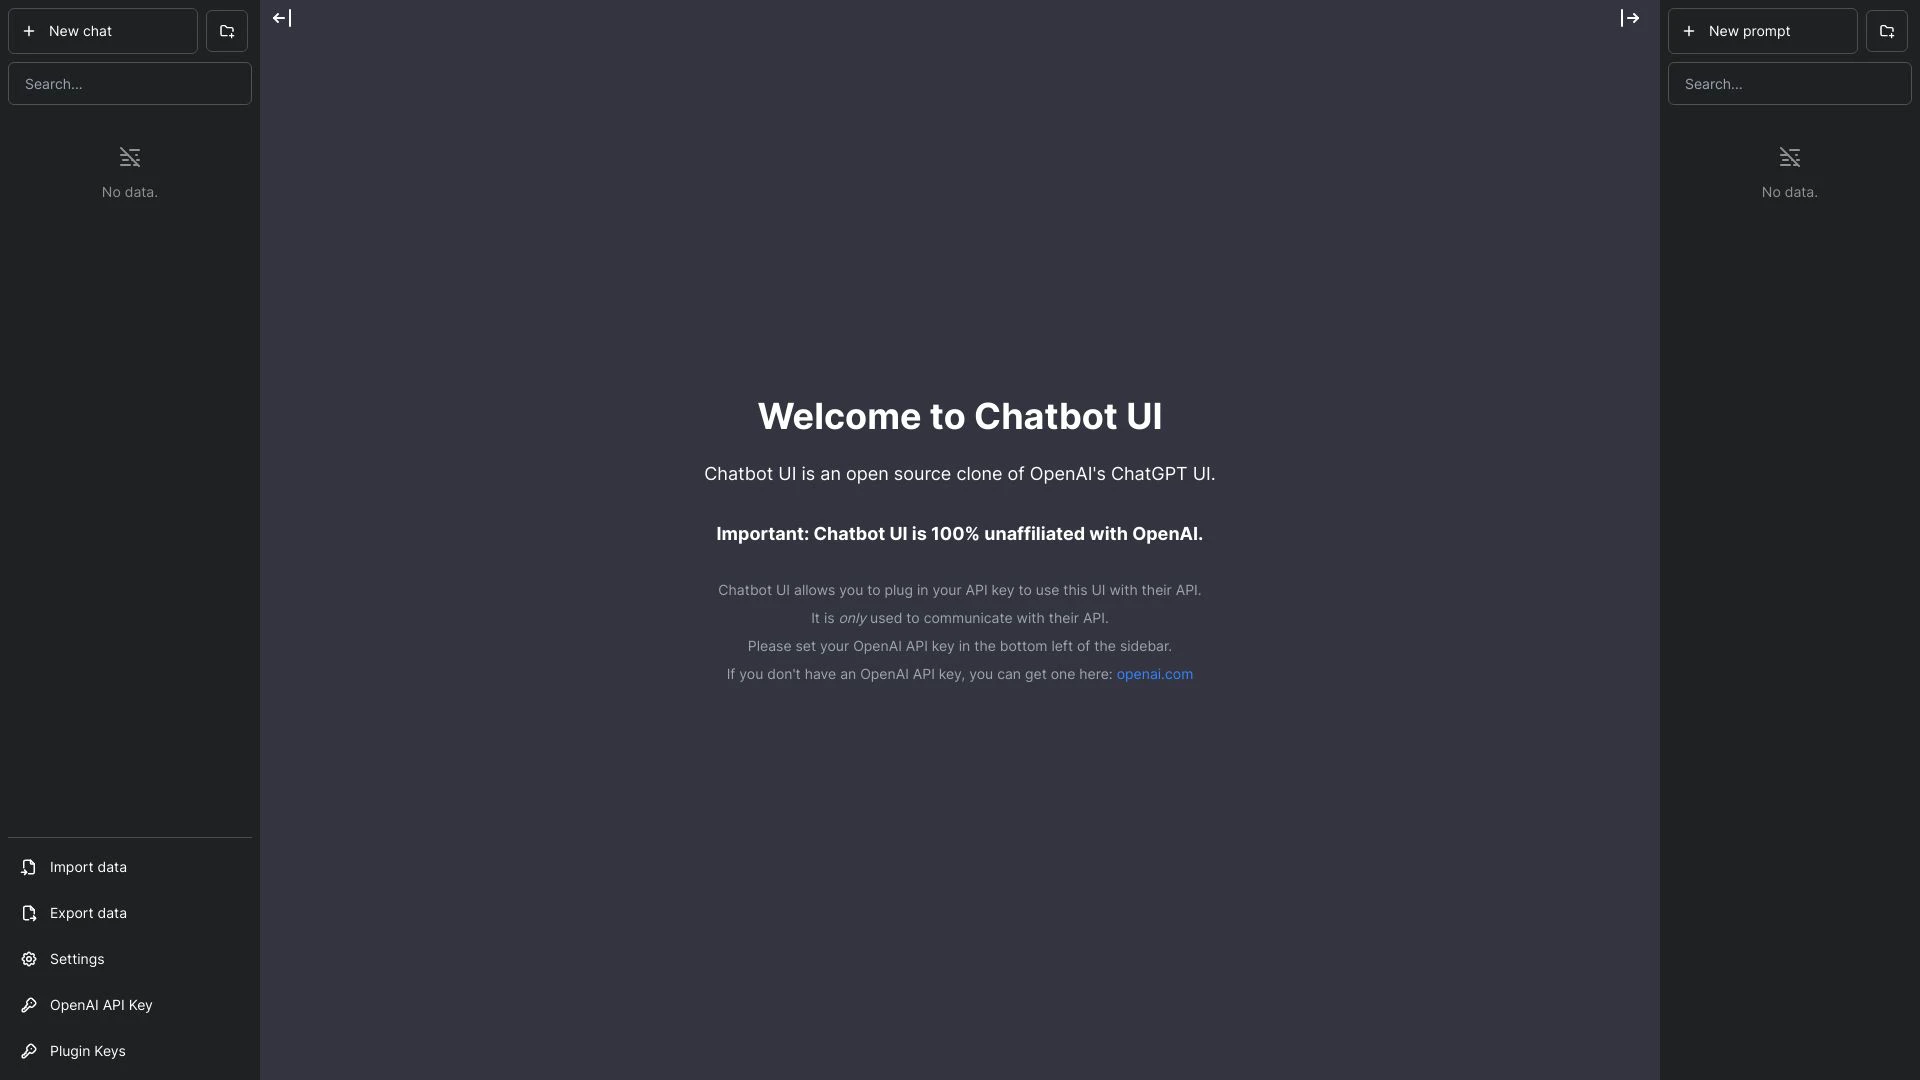 New chat
Search...
No data.
Import data
Export data
Settings
OpenAI API Key
Plugin Keys
Welcome to Chatbot UI
Chatbot UI is an open source clone of OpenAI's ChatGPT UI.
Important: Chatbot UI is 100% unaffiliated with OpenAI.
Chatbot UI allows you to plug in your API key to use this UI with their API.
It is only used to communicate with their API.
Please set your OpenAI API key in the bottom left of the sidebar.
If you don't have an OpenAI API key, you can get one here: openai.com
New prompt
Search...
No data.